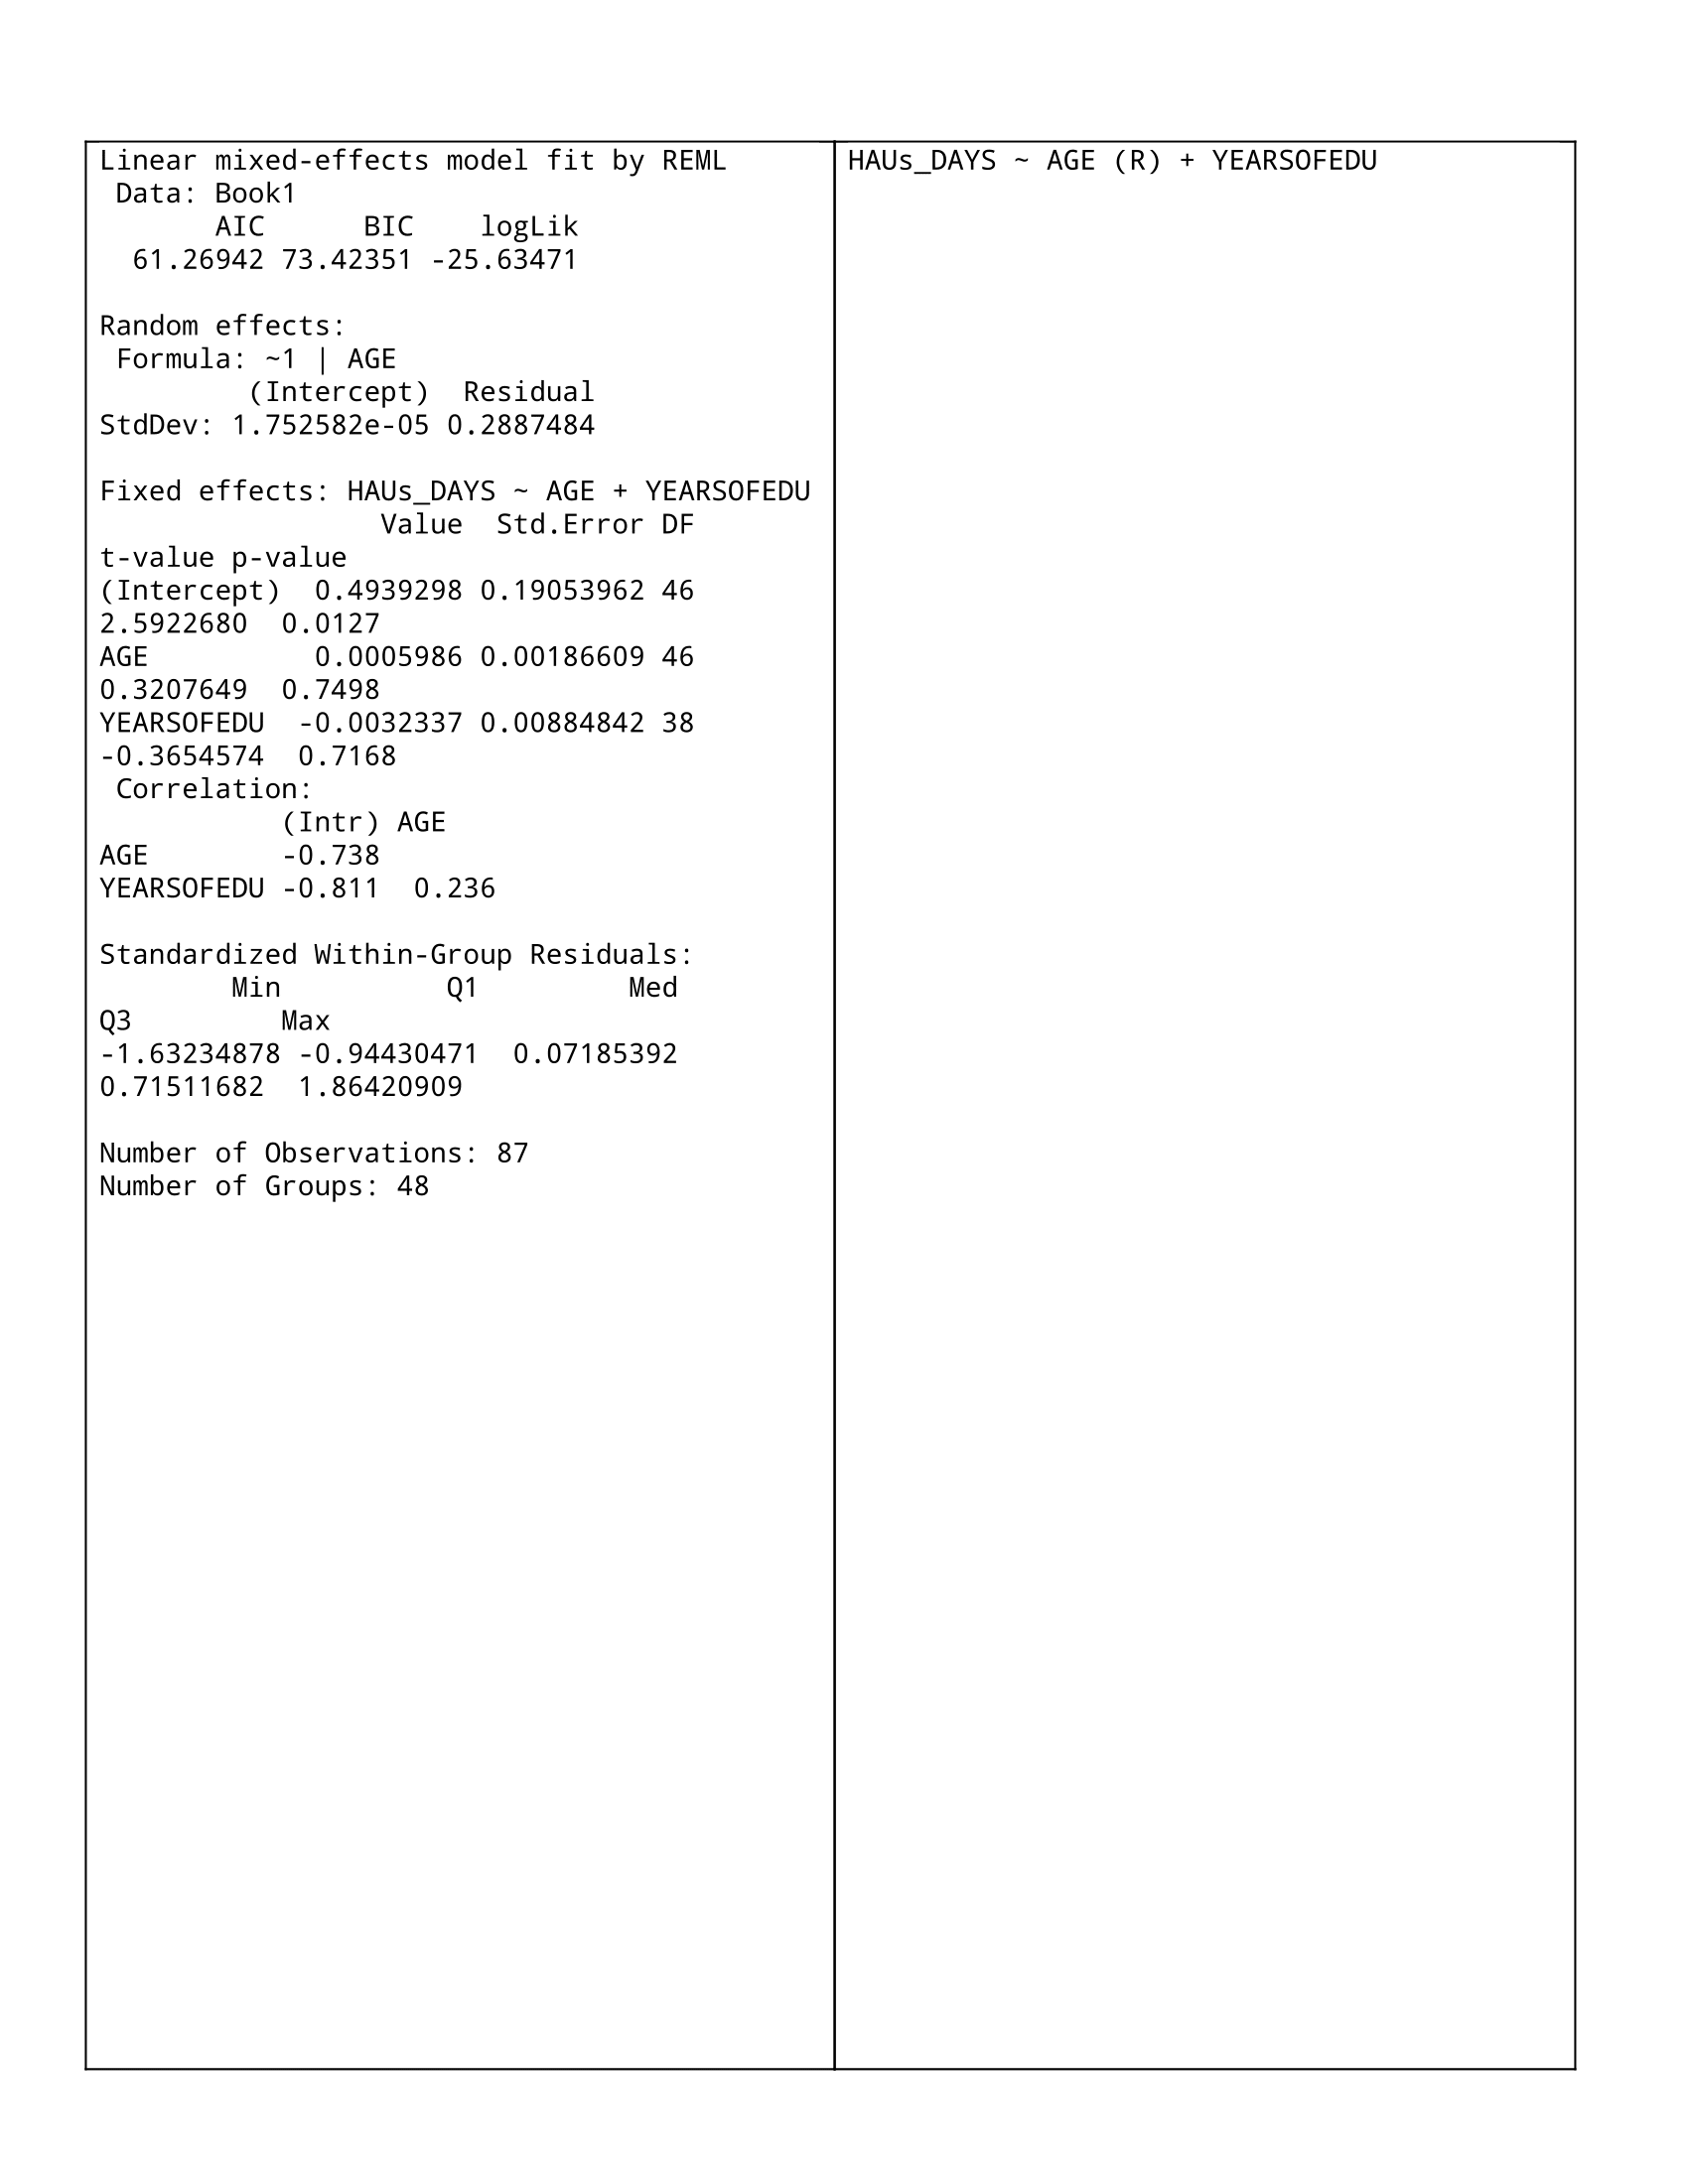 Linear mixed-effects model fit by REML
 Data: Book1
       AIC      BIC    logLik
  61.26942 73.42351 -25.63471

Random effects:
 Formula: ~1 | AGE
         (Intercept)  Residual
StdDev: 1.752582e-05 0.2887484

Fixed effects: HAUs_DAYS ~ AGE + YEARSOFEDU
                 Value  Std.Error DF
t-value p-value
(Intercept)  0.4939298 0.19053962 46
2.5922680  0.0127
AGE          0.0005986 0.00186609 46
0.3207649  0.7498
YEARSOFEDU  -0.0032337 0.00884842 38
-0.3654574  0.7168
 Correlation:
           (Intr) AGE
AGE        -0.738
YEARSOFEDU -0.811  0.236

Standardized Within-Group Residuals:
        Min          Q1         Med
Q3         Max
-1.63234878 -0.94430471  0.07185392
0.71511682  1.86420909

Number of Observations: 87
Number of Groups: 48
HAUs_DAYS ~ AGE (R) + YEARSOFEDU